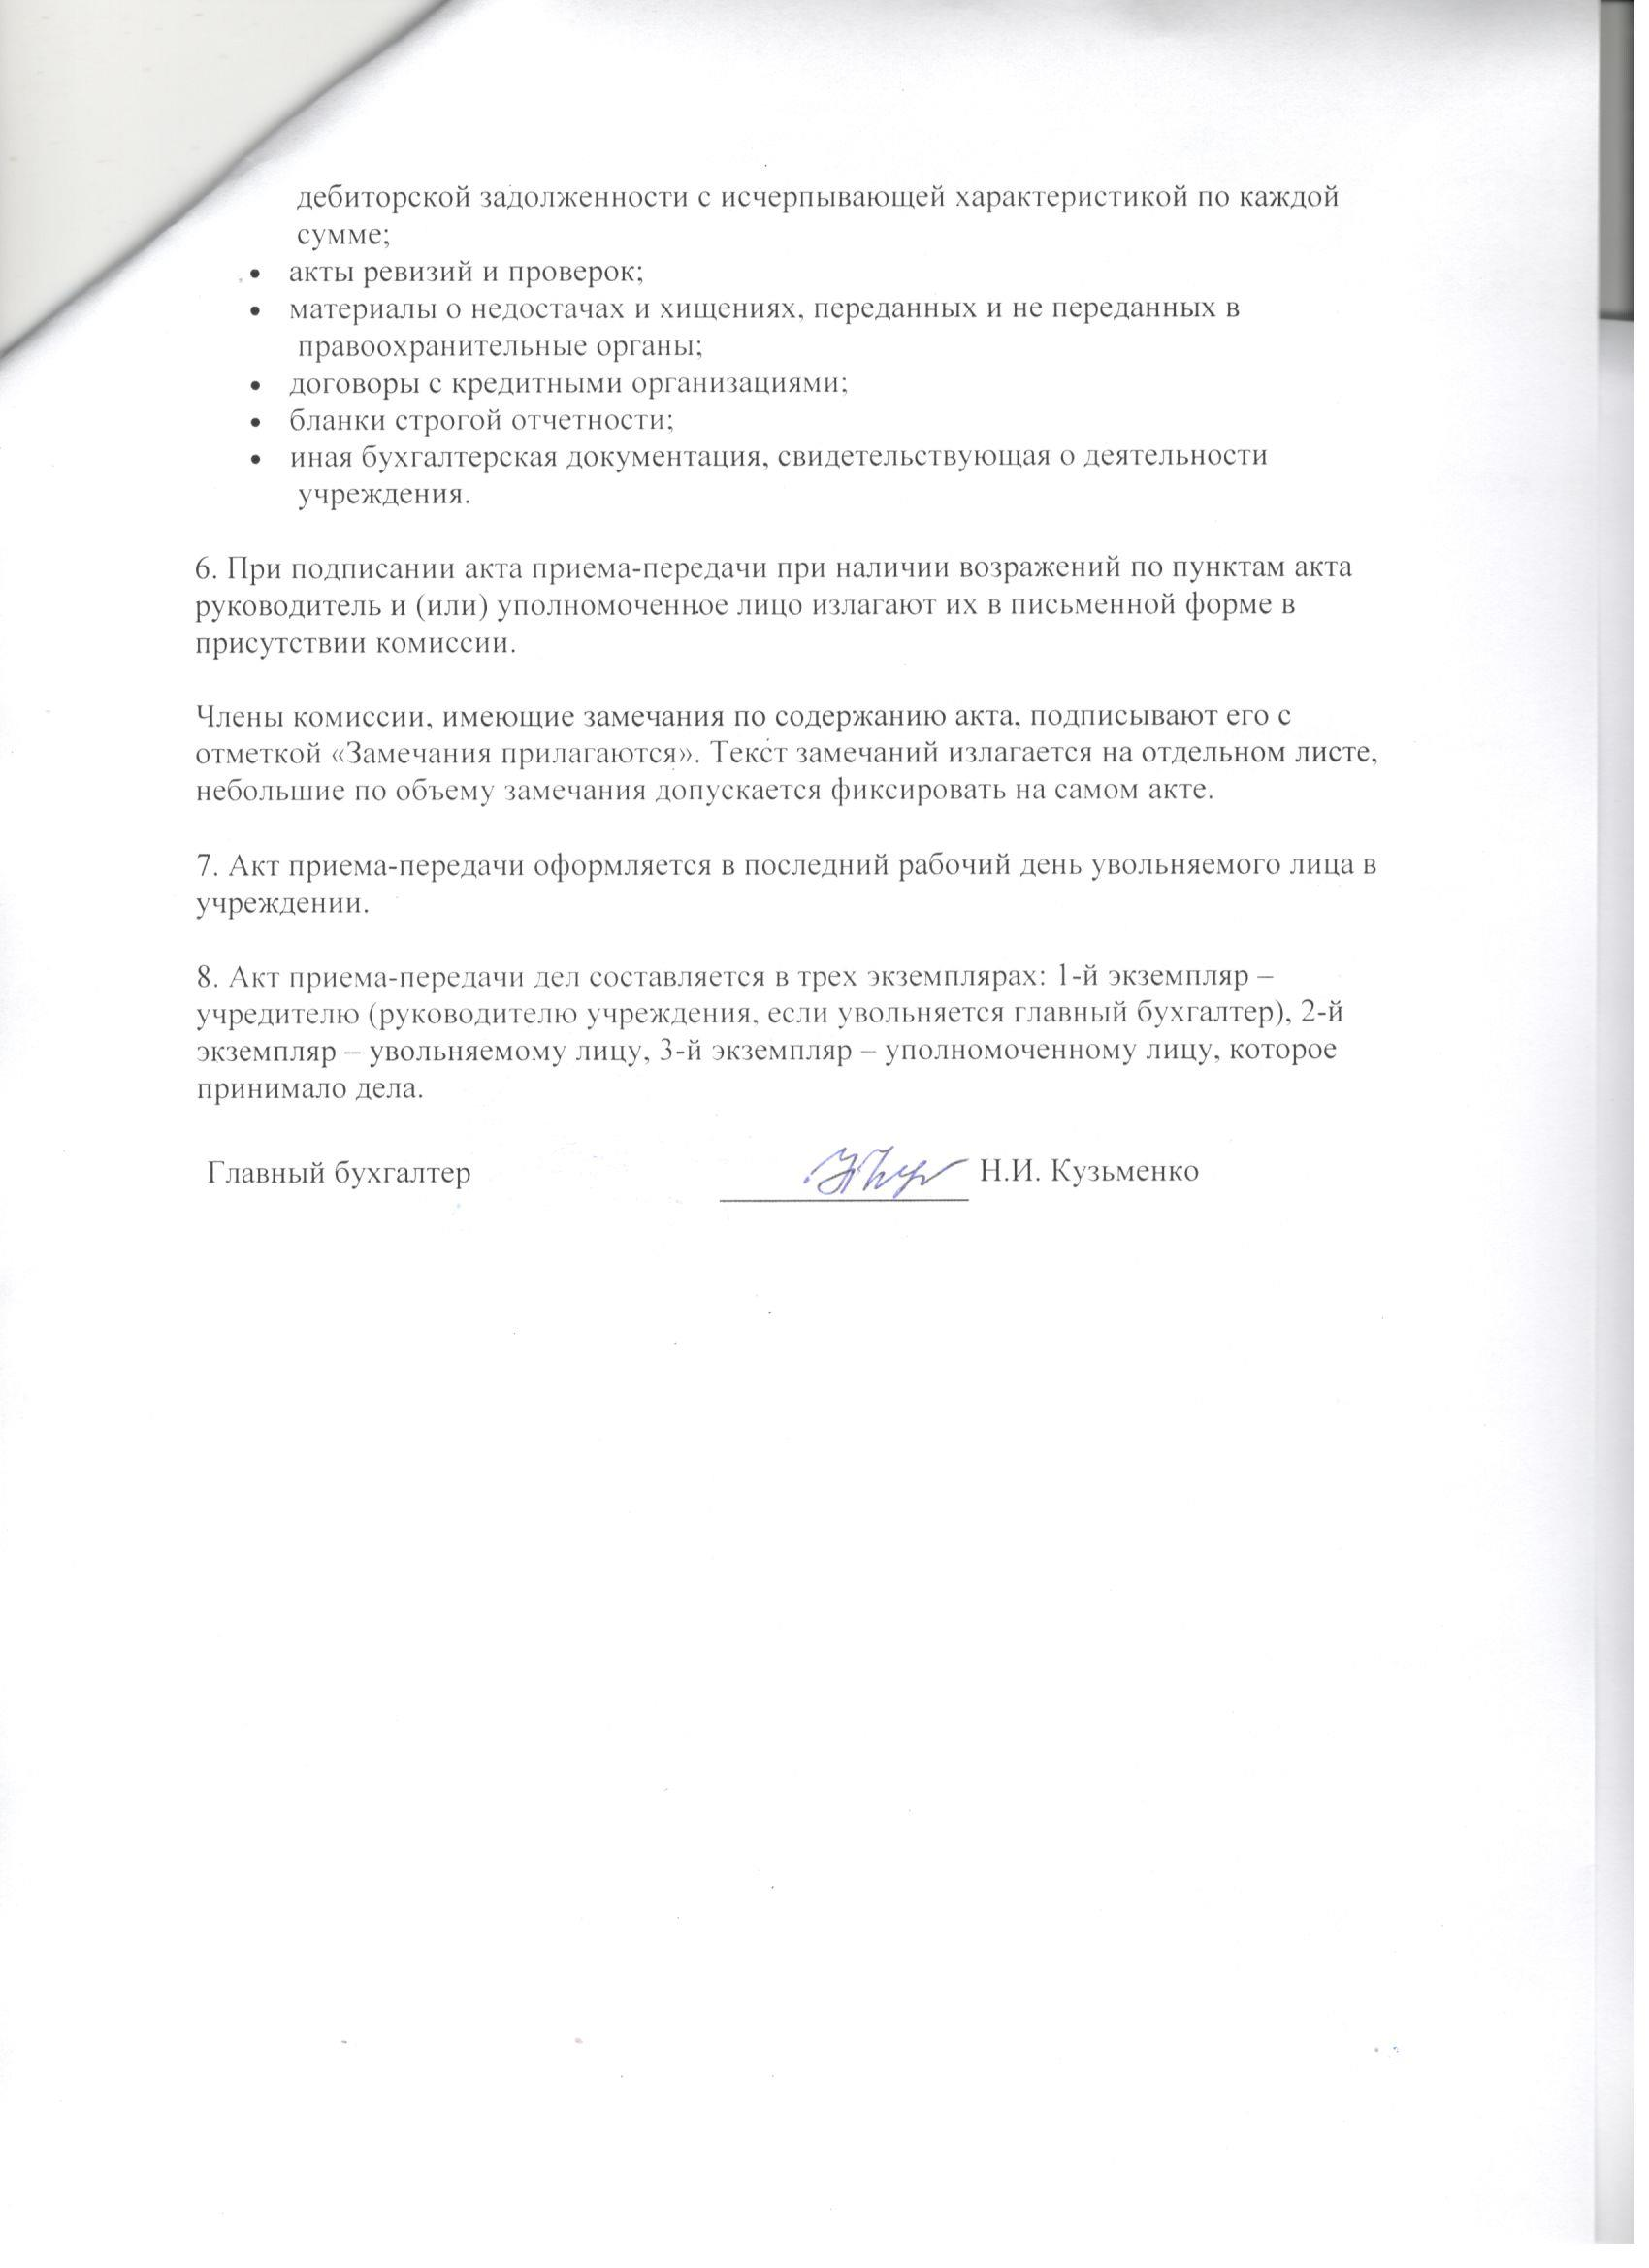 дебиторской задолженности с исчерпывающей характеристикой по каждой
сумме;
• акты ревизий и проверок;
• материалы о недостачах и хищениях, переданных и не переданных в
правоохранительные органы;
• договоры с кредитными организациями;
• бланки строгой отчетности;
• иная бухгалтерская документация, свидетельствующая о деятельности
учреждения.
6. При подписании акта приема-передачи при наличии возражений по пунктам акта
руководитель и (или) уполномоченное лицо излагают их в письменной форме в
присутствии комиссии.
Члены комиссии, имеющие замечания по содержанию акта, подписывают его с
отметкой «Замечания прилагаются». Текст замечаний излагается на отдельном листе,
небольшие по объему замечания допускается фиксировать на самом акте.
7. Акт приема-передачи оформляется в последний рабочий день увольняемого лица в
учреждении.
8. Акт приема-передачи дел составляется в трех экземплярах: 1-й экземпляр –
учредителю (руководителю учреждения, если увольняется главный бухгалтер), 2-й
экземпляр – увольняемому лицу, 3-й экземпляр – уполномоченному лицу, которое
принимало дела.
Главный бухгалтер Н.И. Кузьменко